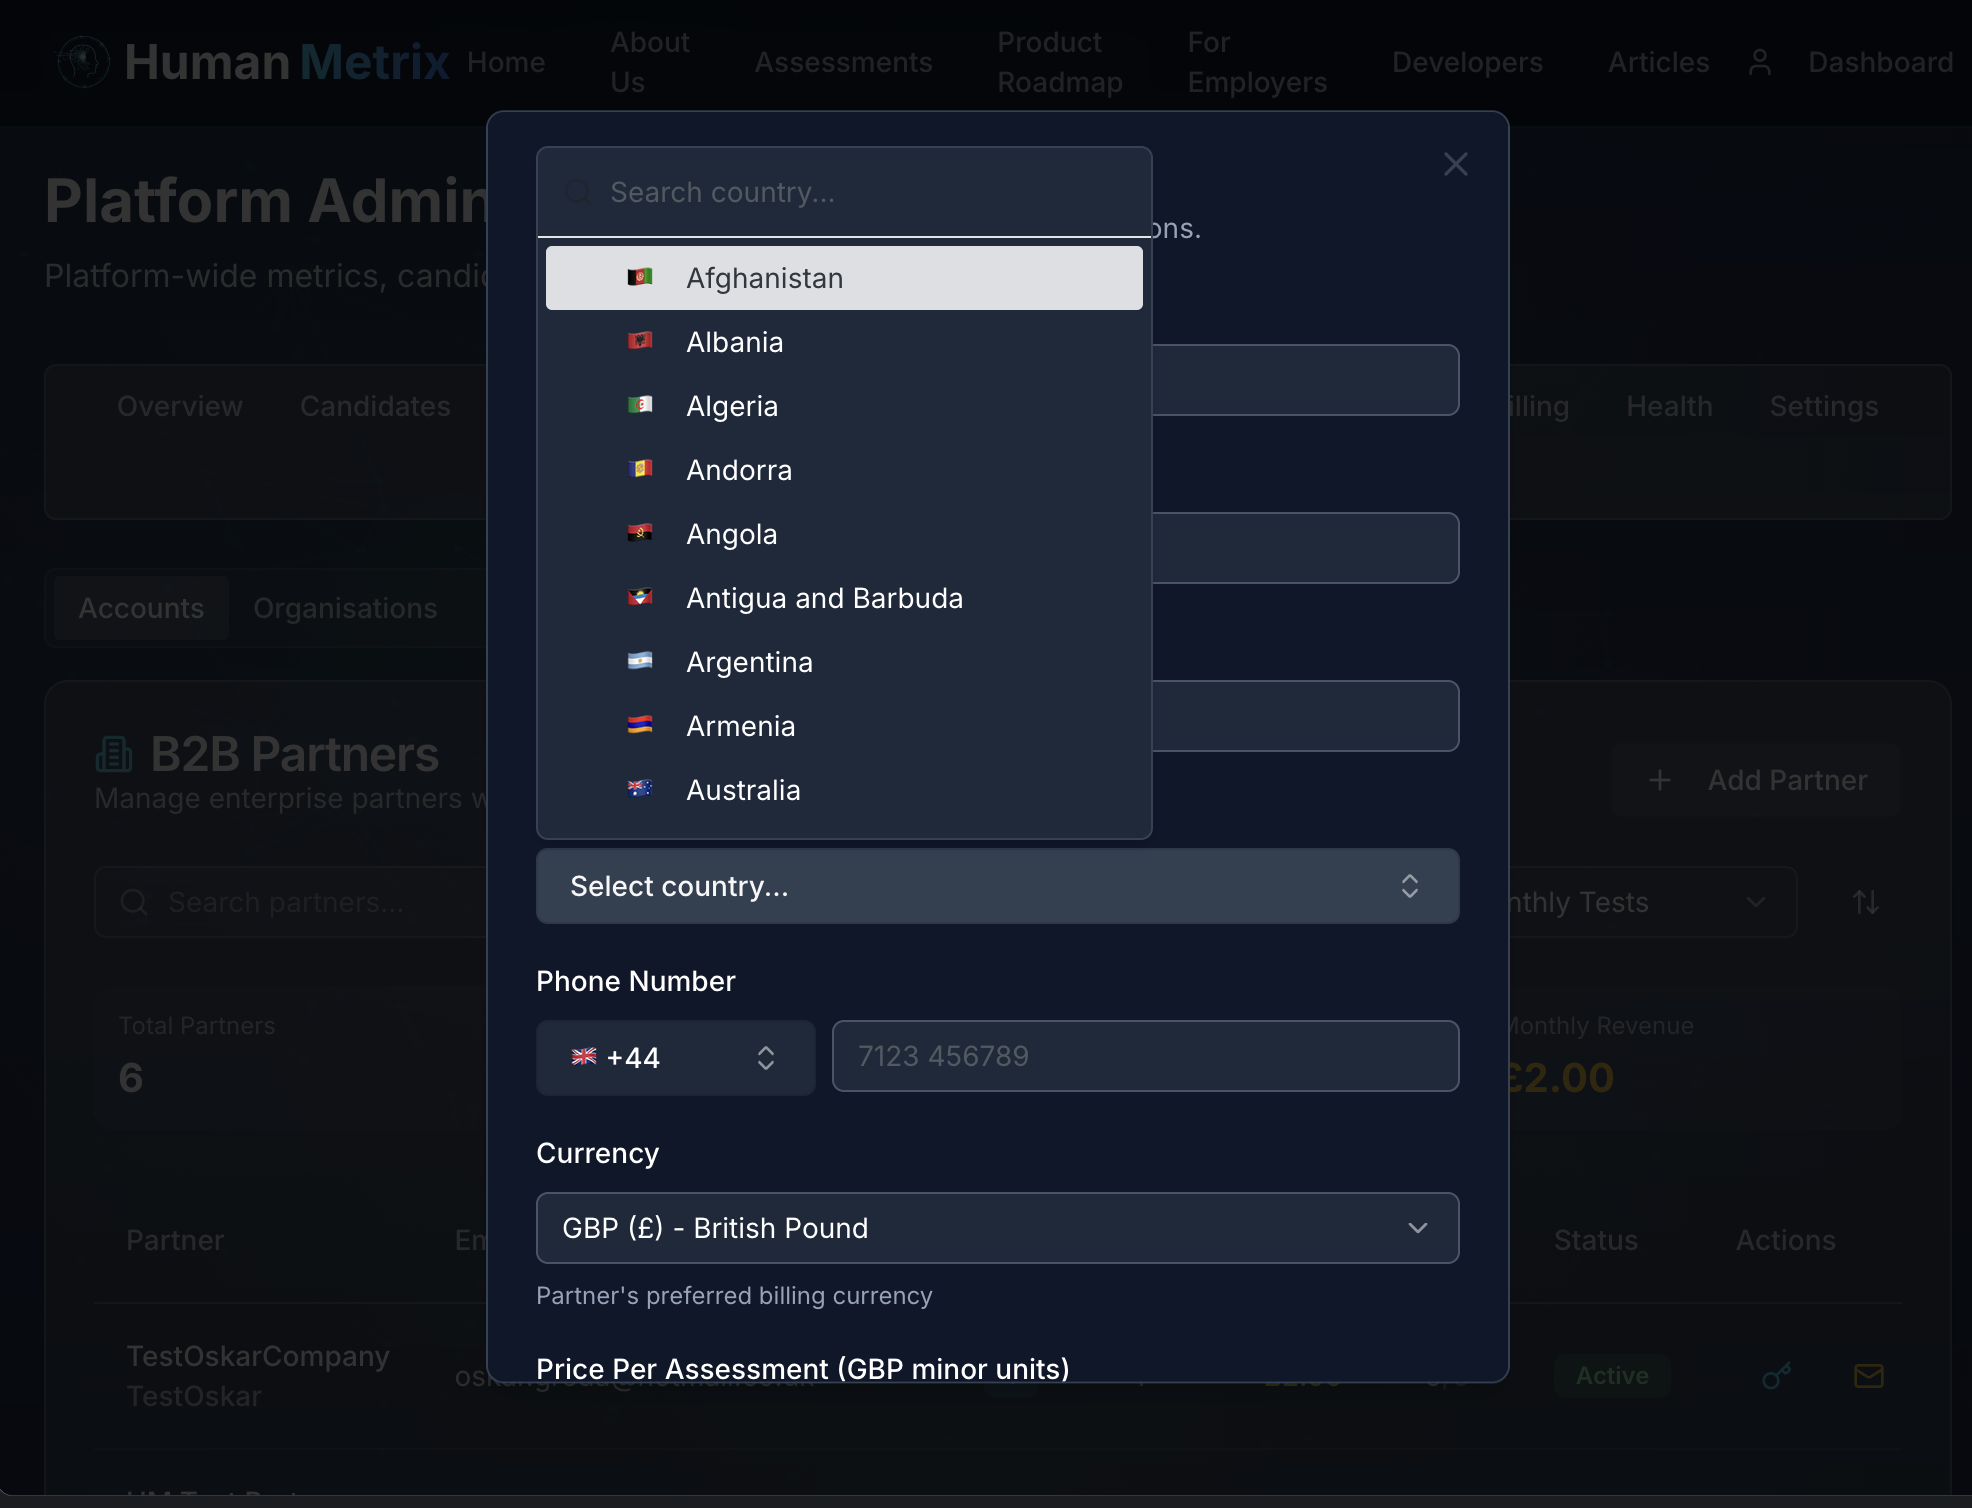 Human Metrix
Home
About
Us
Assessments
Product
Roadmap
For
Employers
Developers
Articles
Dashboard
Platform Admin
Platform-wide metrics,
Search country...
ons.
Afghanistan
Albania
Algeria
Andorra
Angola
Antigua and Barbuda
Argentina
Armenia
Australia
Overview
Candidates
illing
Health
Settings
Accounts
Organisations
B2B Partners
Manage enterprise partners
Add Partner
Search partners...
Select country...
nthly Tests
Phone Number
+44
7123 456789
Total Partners
6
Monthly Revenue
£2.00
Currency
GBP (£) - British Pound
Partner's preferred billing currency
Partner
Em
Status
Actions
Price Per Assessment (GBP minor units)
TestOskarCompany
TestOskar
Active